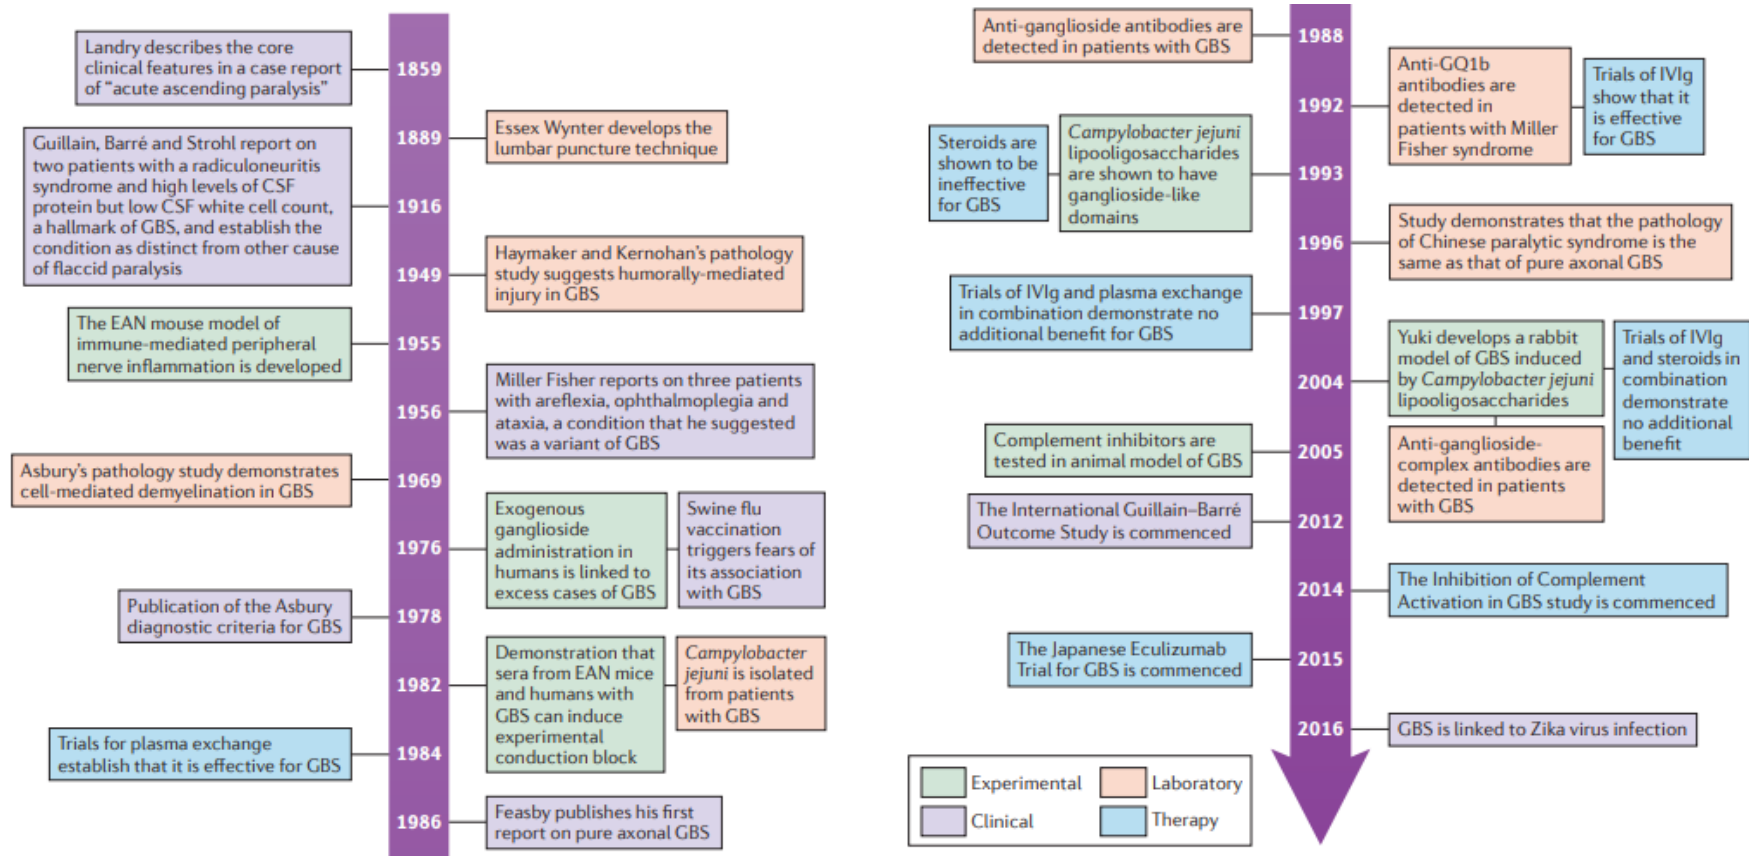 Landry describes the core
clinical features in a case report
of “acute ascending paralysis”
1859
1889
Essex Wynter develops the
lumbar puncture technique
Guillain, Barré and Strohl report on
two patients with a radiculoneuritis
syndrome and high levels of CSF
protein but low CSF white cell count,
a hallmark of GBS, and establish the
condition as distinct from other cause
of flaccid paralysis
1916
1949
Haymaker and Kernohan’s pathology
study suggests humorally-mediated
injury in GBS
The EAN mouse model of
immune-mediated peripheral
nerve inflammation is developed
1955
1956
Miller Fisher reports on three patients
with areflexia, ophthalmoplegia and
ataxia, a condition that he suggested
was a variant of GBS
Asbury’s pathology study demonstrates
cell-mediated demyelination in GBS
1969
1976
Exogenous
ganglioside
administration in
humans is linked to
excess cases of GBS
Swine flu
vaccination
triggers fears of
its association
with GBS
Publication of the Asbury
diagnostic criteria for GBS
1978
1982
Demonstration that
sera from EAN mice
and humans with
GBS can induce
experimental
conduction block
Campylobacter
jejuni is isolated
from patients
with GBS
Trials for plasma exchange
establish that it is effective for GBS
1984
1986
Feasby publishes his first
report on pure axonal GBS
Anti-ganglioside antibodies are
detected in patients with GBS
1988
1992
Anti-GQ1b
antibodies are
detected in
patients with Miller
Fisher syndrome
Trials of IVIg
show that it
is effective
for GBS
Steroids are
shown to be
ineffective
for GBS
Campylobacter jejuni
lipooligosaccharides
are shown to have
ganglioside-like
domains
1993
1996
Study demonstrates that the pathology
of Chinese paralytic syndrome is the
same as that of pure axonal GBS
Trials of IVIg and plasma exchange
in combination demonstrate no
additional benefit for GBS
1997
2004
Yuki develops a rabbit
model of GBS induced
by Campylobacter jejuni
lipooligosaccharides
Trials of IVIg
and steroids in
combination
demonstrate
no additional
benefit
Anti-ganglioside-
complex antibodies are
detected in patients
with GBS
Complement inhibitors are
tested in animal model of GBS
2005
The International Guillain–Barré
Outcome Study is commenced
2012
2014
The Inhibition of Complement
Activation in GBS study is commenced
The Japanese Eculizumab
Trial for GBS is commenced
2015
2016
GBS is linked to Zika virus infection
Experimental
Laboratory
Clinical
Therapy